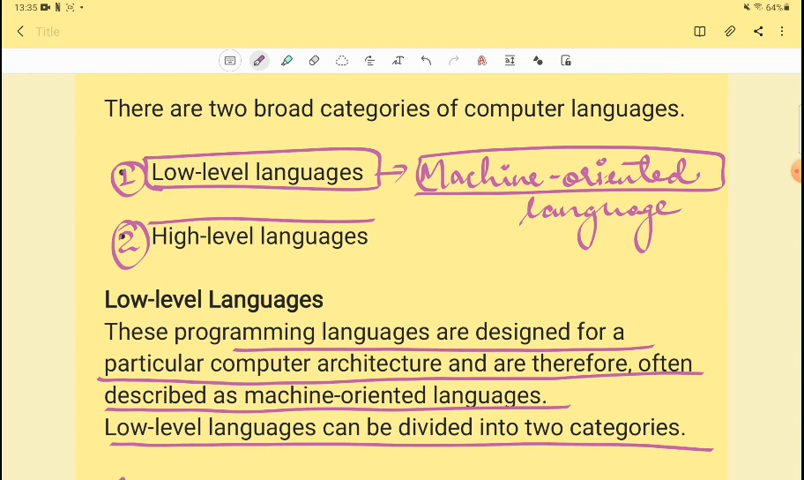 13:35 64%
Title
There are two broad categories of computer languages.
1 Low-level languages → Machine-oriented
language
2 High-level languages
Low-level Languages
These programming languages are designed for a
particular computer architecture and are therefore, often
described as machine-oriented languages.
Low-level languages can be divided into two categories.